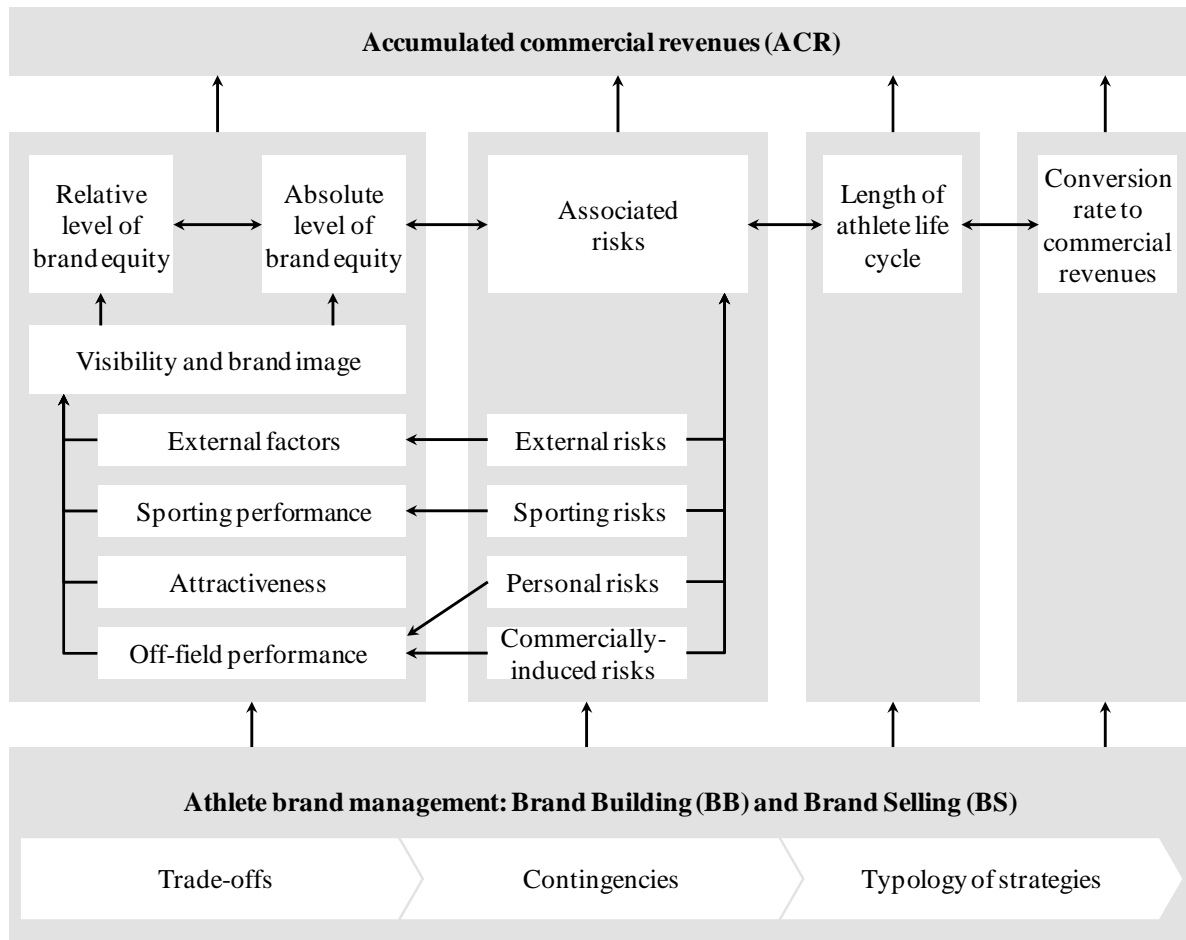 Accumulated commercial revenues (ACR)
Relative
level of
brand equity
Absolute
level of
brand equity
Associated
risks
Length of
athlete life
cycle
Conversion
rate to
commercial
revenues
Visibility and brand image
External factors
External risks
Sporting performance
Sporting risks
Attractiveness
Personal risks
Off-field performance
Commercially-
induced risks
Athlete brand management: Brand Building (BB) and Brand Selling (BS)
Trade-offs
Contingencies
Typology of strategies